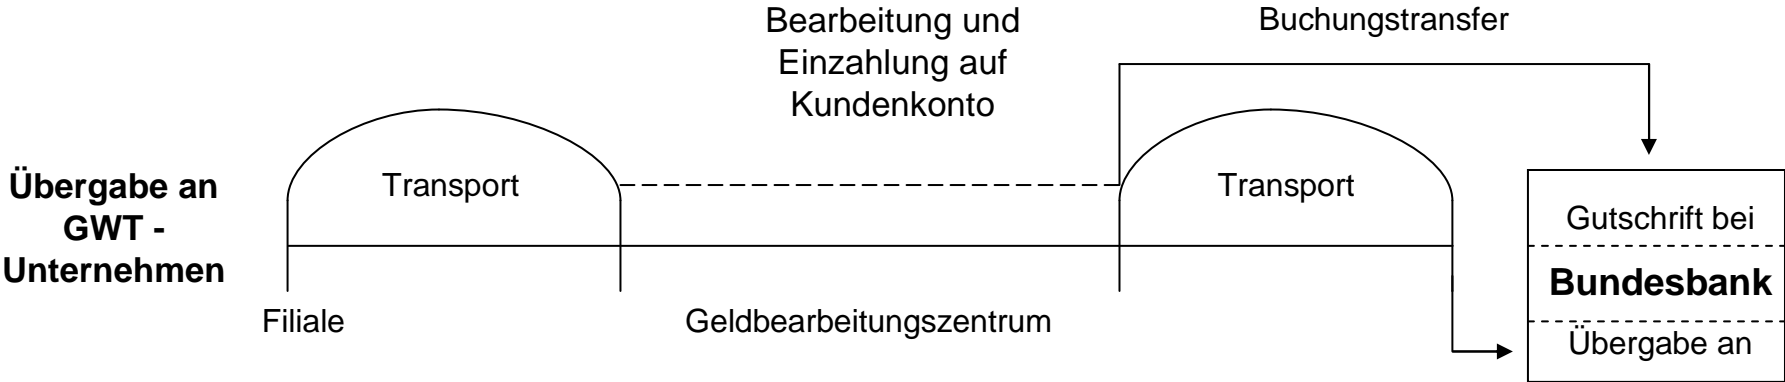 Bearbeitung und
Einzahlung auf
Kundenkonto
Buchungstransfer
Übergabe an
GWT -
Unternehmen
Transport
Transport
Gutschrift bei
Bundesbank
Übergabe an
Filiale
Geldbearbeitungszentrum